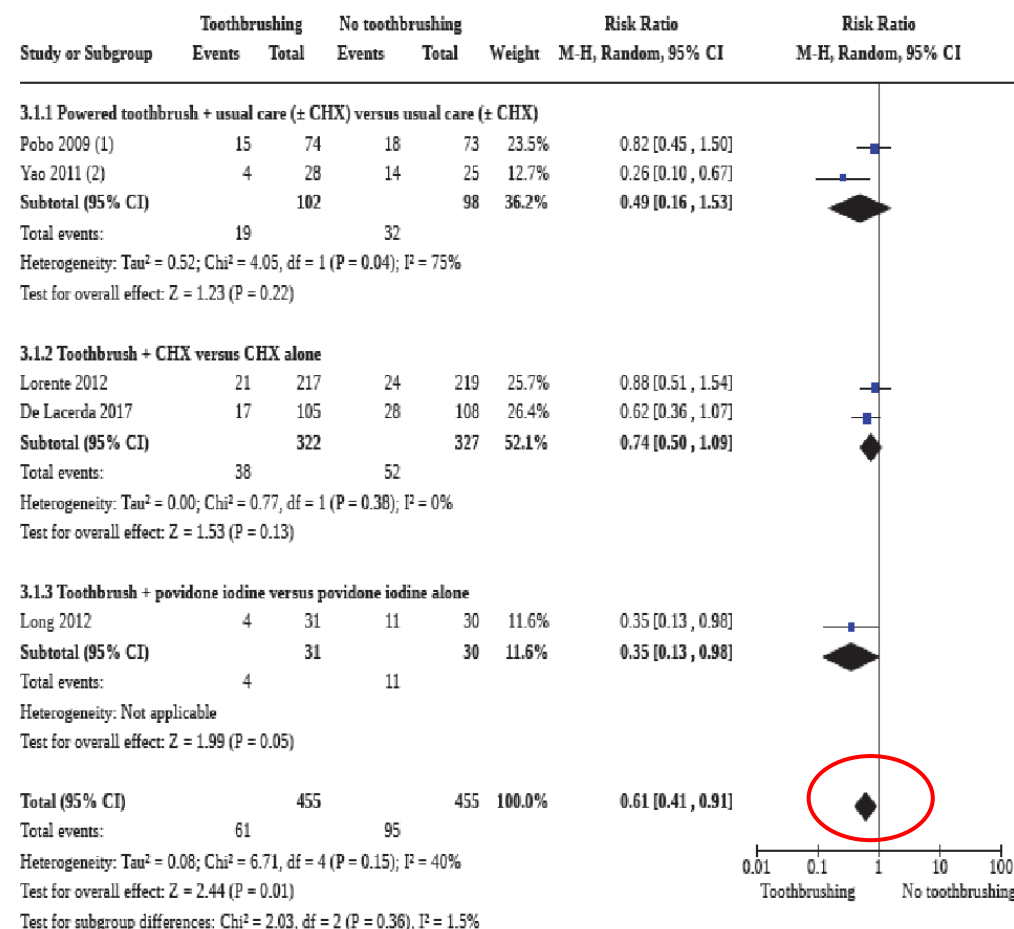 Toothbrushing No toothbrushing Risk Ratio Risk Ratio
Study or Subgroup Events Total Events Total Weight M-H, Random, 95% CI M-H, Random, 95% CI
3.1.1 Powered toothbrush + usual care (± CHX) versus usual care (± CHX)
Pobo 2009 (1) 15 74 18 73 23.5% 0.82 [0.45 , 1.50]
Yao 2011 (2) 4 28 14 25 12.7% 0.26 [0.10 , 0.67]
Subtotal (95% CI) 102 98 36.2% 0.49 [0.16 , 1.53]
Total events: 19 32
Heterogeneity: Tau² = 0.52; Chi² = 4.05, df = 1 (P = 0.04); I² = 75%
Test for overall effect: Z = 1.23 (P = 0.22)
3.1.2 Toothbrush + CHX versus CHX alone
Lorente 2012 21 217 24 219 25.7% 0.88 [0.51 , 1.54]
De Lacerda 2017 17 105 28 108 26.4% 0.62 [0.36 , 1.07]
Subtotal (95% CI) 322 327 52.1% 0.74 [0.50 , 1.09]
Total events: 38 52
Heterogeneity: Tau² = 0.00; Chi² = 0.77, df = 1 (P = 0.38); I² = 0%
Test for overall effect: Z = 1.53 (P = 0.13)
3.1.3 Toothbrush + povidone iodine versus povidone iodine alone
Long 2012 4 31 11 30 11.6% 0.35 [0.13 , 0.98]
Subtotal (95% CI) 31 30 11.6% 0.35 [0.13 , 0.98]
Total events: 4 11
Heterogeneity: Not applicable
Test for overall effect: Z = 1.99 (P = 0.05)
Total (95% CI) 455 455 100.0% 0.61 [0.41 , 0.91]
Total events: 61 95
Heterogeneity: Tau² = 0.08; Chi² = 6.71, df = 4 (P = 0.15); I² = 40%
Test for overall effect: Z = 2.44 (P = 0.01)
Test for subgroup differences: Chi² = 2.03, df = 2 (P = 0.36), I² = 1.5%
0.01 0.1 1 10 100
Toothbrushing No toothbrushing